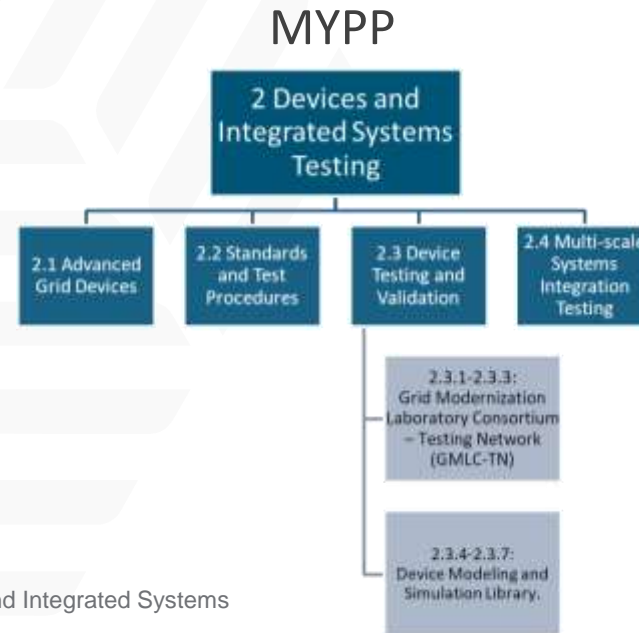 MYPP
2 Devices and
Integrated Systems
Testing
2.1 Advanced
Grid Devices
2.2 Standards
and Test
Procedures
2.3 Device
Testing and
Validation
2.4 Multi-scale
Systems
Integration
Testing
2.3.1-2.3.3:
Grid Modernization
Laboratory Consortium
– Testing Network
(GMLC-TN)
2.3.4-2.3.7:
Device Modeling and
Simulation Library.
nd Integrated Systems